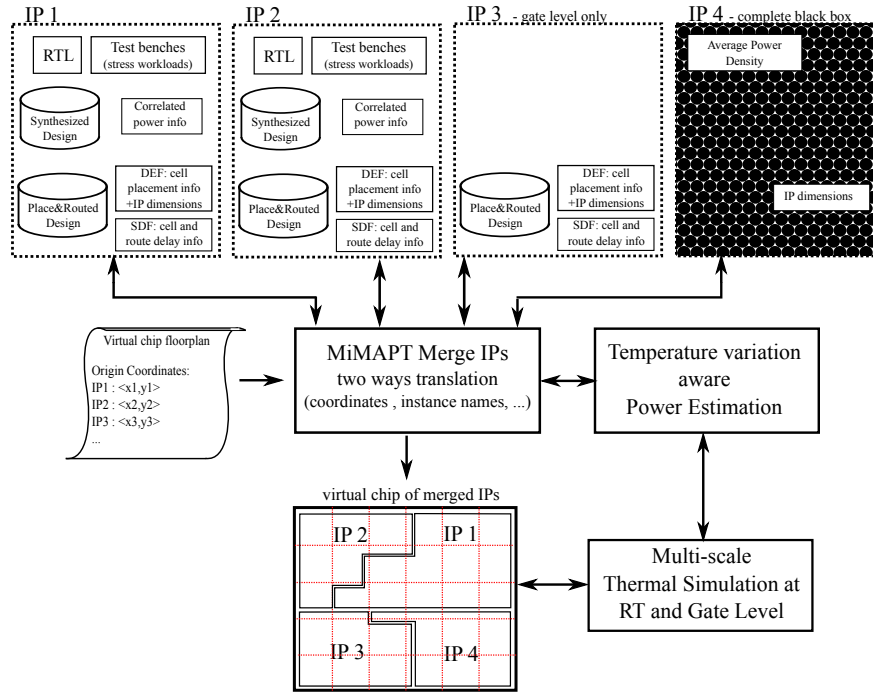 IP 1
RTL
Test benches
(stress workloads)
Synthesized
Design
Correlated
power info
Place&Routed
Design
DEF: cell
placement info
+IP dimensions
SDF: cell and
route delay info
IP 2
RTL
Test benches
(stress workloads)
Synthesized
Design
Correlated
power info
Place&Routed
Design
DEF: cell
placement info
+IP dimensions
SDF: cell and
route delay info
IP 3 - gate level only
Place&Routed
Design
DEF: cell
placement info
+IP dimensions
SDF: cell and
route delay info
IP 4 - complete black box
Average Power
Density
IP dimensions
Virtual chip floorplan
Origin Coordinates:
IP1 : <x1,y1>
IP2 : <x2,y2>
IP3 : <x3,y3>
...
MiMAPT Merge IPs
two ways translation
(coordinates , instance names, ...)
Temperature variation
aware
Power Estimation
virtual chip of merged IPs
IP 2
IP 1
IP 3
IP 4
Multi-scale
Thermal Simulation at
RT and Gate Level